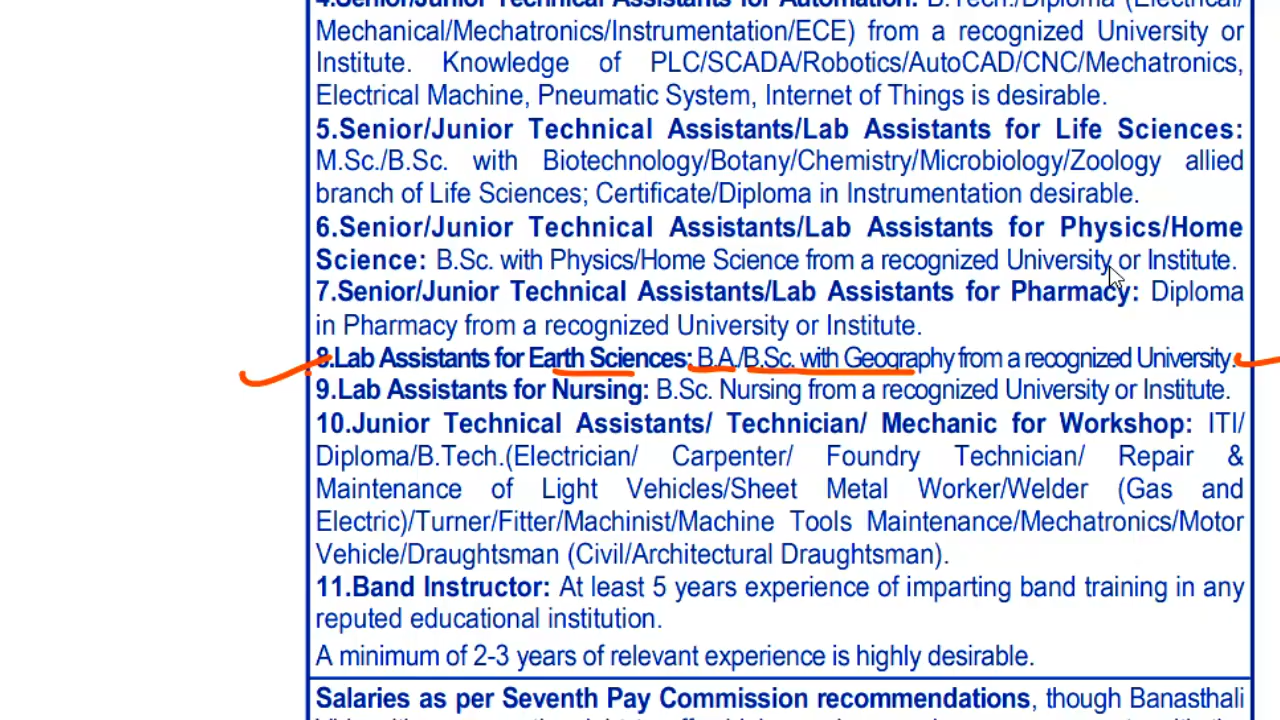 4.Senior/Junior Technical Assistants for Automation: B.Tech./Diploma (Electrical/
Mechanical/Mechatronics/Instrumentation/ECE) from a recognized University or
Institute. Knowledge of PLC/SCADA/Robotics/AutoCAD/CNC/Mechatronics,
Electrical Machine, Pneumatic System, Internet of Things is desirable.
5.Senior/Junior Technical Assistants/Lab Assistants for Life Sciences:
M.Sc./B.Sc. with Biotechnology/Botany/Chemistry/Microbiology/Zoology allied
branch of Life Sciences; Certificate/Diploma in Instrumentation desirable.
6.Senior/Junior Technical Assistants/Lab Assistants for Physics/Home
Science: B.Sc. with Physics/Home Science from a recognized University or Institute.
7.Senior/Junior Technical Assistants/Lab Assistants for Pharmacy: Diploma
in Pharmacy from a recognized University or Institute.
8.Lab Assistants for Earth Sciences: B.A./B.Sc. with Geography from a recognized University.
9.Lab Assistants for Nursing: B.Sc. Nursing from a recognized University or Institute.
10.Junior Technical Assistants/ Technician/ Mechanic for Workshop: ITI/
Diploma/B.Tech.(Electrician/ Carpenter/ Foundry Technician/ Repair &
Maintenance of Light Vehicles/Sheet Metal Worker/Welder (Gas and
Electric)/Turner/Fitter/Machinist/Machine Tools Maintenance/Mechatronics/Motor
Vehicle/Draughtsman (Civil/Architectural Draughtsman).
11.Band Instructor: At least 5 years experience of imparting band training in any
reputed educational institution.
A minimum of 2-3 years of relevant experience is highly desirable.
Salaries as per Seventh Pay Commission recommendations, though Banasthali